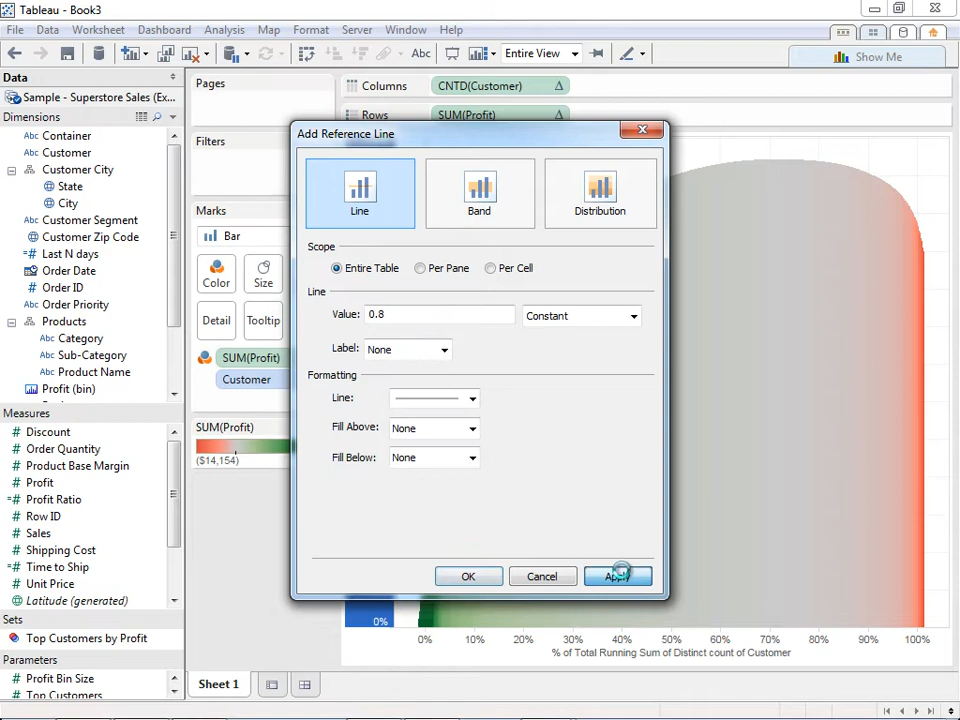 Tableau - Book3
File Data Worksheet Dashboard Analysis Map Format Server Window Help
Abc Entire View Show Me
Data
Sample - Superstore Sales (Ex...
Dimensions
Abc Container
Abc Customer
Customer City
State
City
Abc Customer Segment
Customer Zip Code
=# Last N days
Order Date
# Order ID
Abc Order Priority
Products
Abc Category
Abc Sub-Category
Abc Product Name
Profit (bin)
Measures
# Discount
# Order Quantity
# Product Base Margin
# Profit
=# Profit Ratio
# Row ID
# Sales
# Shipping Cost
=# Time to Ship
# Unit Price
Latitude (generated)
Sets
Top Customers by Profit
Parameters
# Profit Bin Size
# Top Customers
Pages
Filters
Marks
Bar
Color Size
Detail Tooltip
SUM(Profit)
Customer
SUM(Profit)
($14,154)
Columns CNTD(Customer) Δ
Rows SUM(Profit) Δ
Add Reference Line
Line Band Distribution
Scope
Entire Table Per Pane Per Cell
Line
Value: 0.8 Constant
Label: None
Formatting
Line:
Fill Above: None
Fill Below: None
OK Cancel Apply
0%
0% 10% 20% 30% 40% 50% 60% 70% 80% 90% 100%
% of Total Running Sum of Distinct count of Customer
Sheet 1